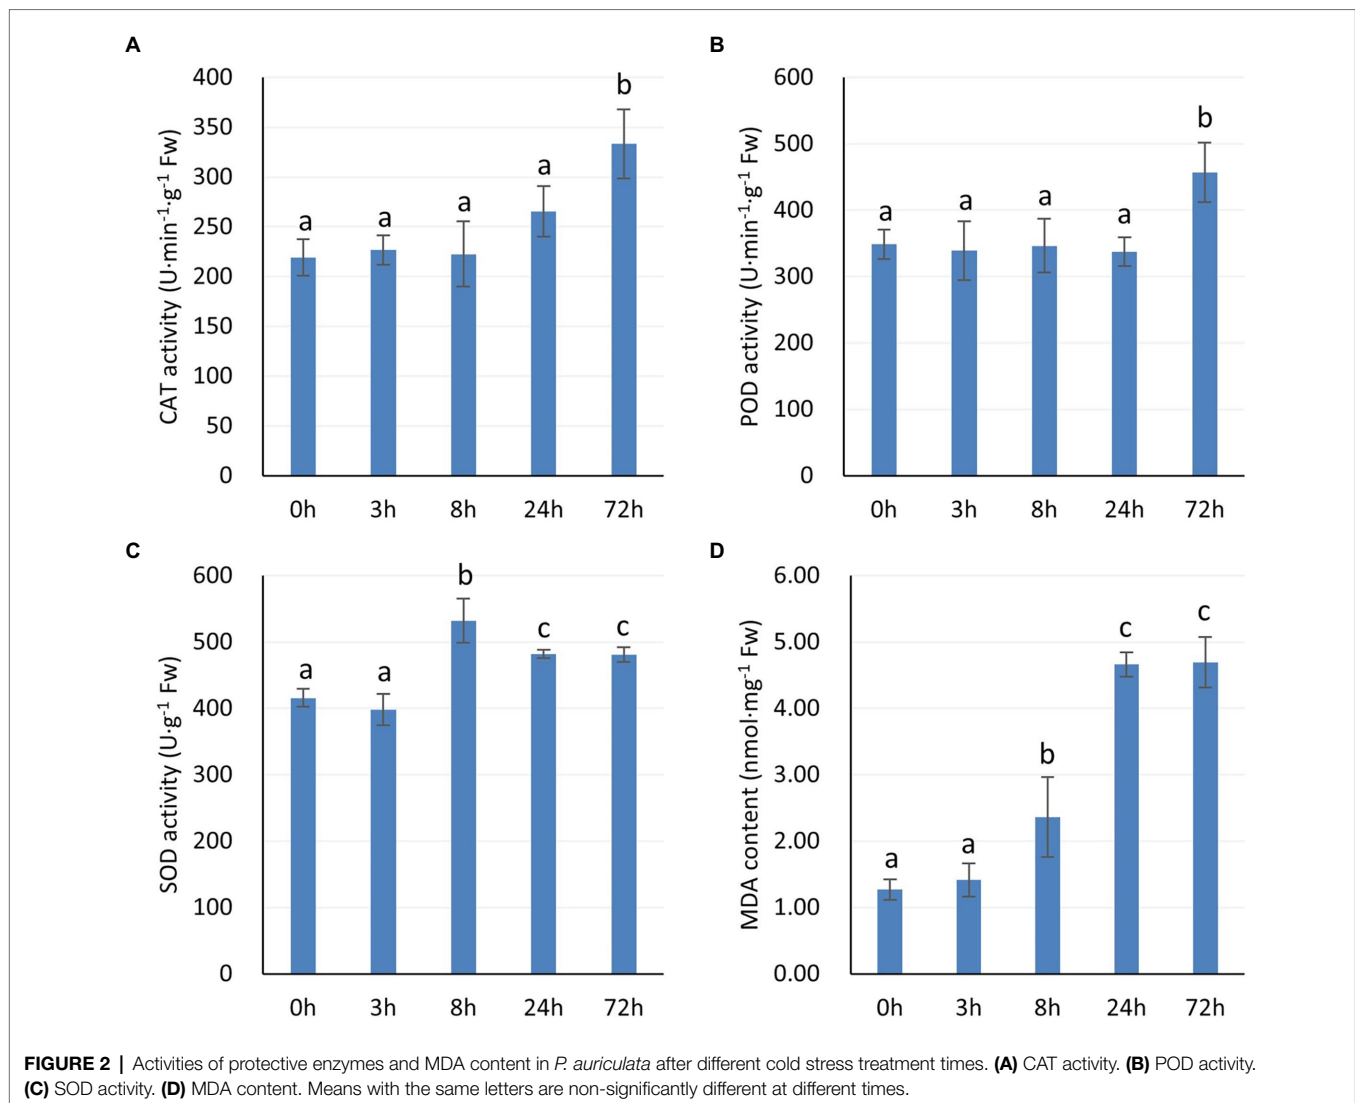 A
CAT activity (U·min⁻¹·g⁻¹ Fw)
400
350
300
250
200
150
100
50
0
a
a
a
a
b
0h 3h 8h 24h 72h
B
POD activity (U·min⁻¹·g⁻¹ Fw)
600
500
400
300
200
100
0
a
a
a
a
b
0h 3h 8h 24h 72h
C
SOD activity (U·g⁻¹ Fw)
600
500
400
300
200
100
0
a
a
b
c
c
0h 3h 8h 24h 72h
D
MDA content (nmol·mg⁻¹ Fw)
6.00
5.00
4.00
3.00
2.00
1.00
0.00
a
a
b
c
c
0h 3h 8h 24h 72h
FIGURE 2 | Activities of protective enzymes and MDA content in P. auriculata after different cold stress treatment times. (A) CAT activity. (B) POD activity.
(C) SOD activity. (D) MDA content. Means with the same letters are non-significantly different at different times.